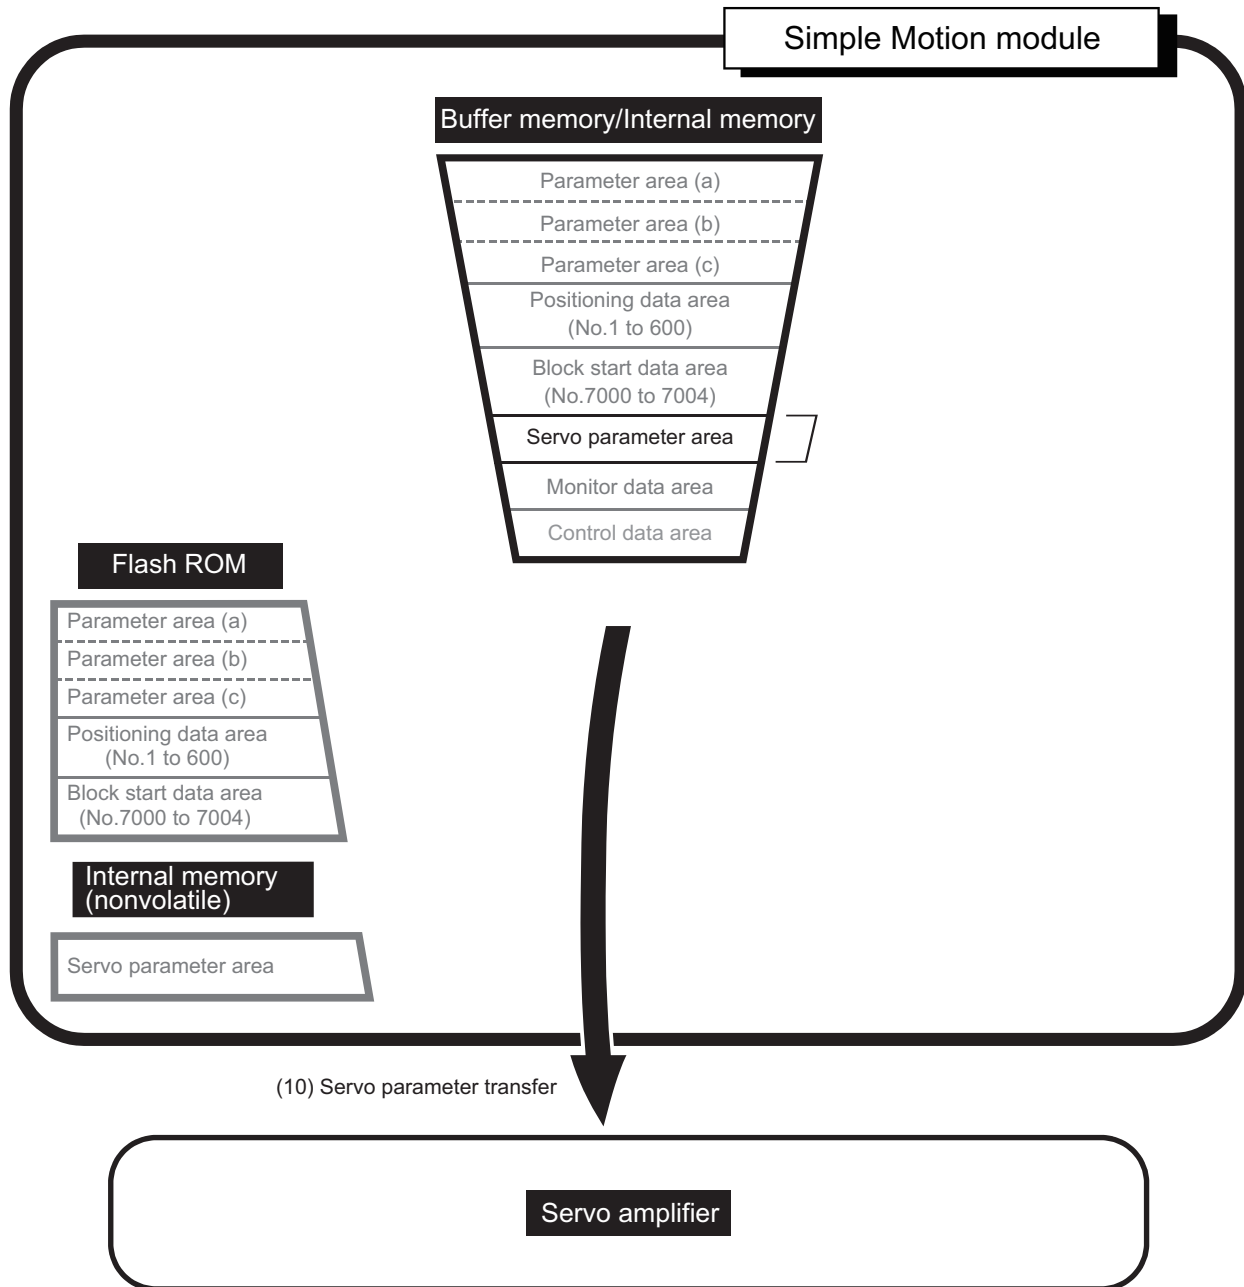 Simple Motion module
Buffer memory/Internal memory
Parameter area (a)
Parameter area (b)
Parameter area (c)
Positioning data area
(No.1 to 600)
Block start data area
(No.7000 to 7004)
Servo parameter area
Monitor data area
Control data area
Flash ROM
Parameter area (a)
Parameter area (b)
Parameter area (c)
Positioning data area
(No.1 to 600)
Block start data area
(No.7000 to 7004)
Internal memory
(nonvolatile)
Servo parameter area
(10) Servo parameter transfer
Servo amplifier